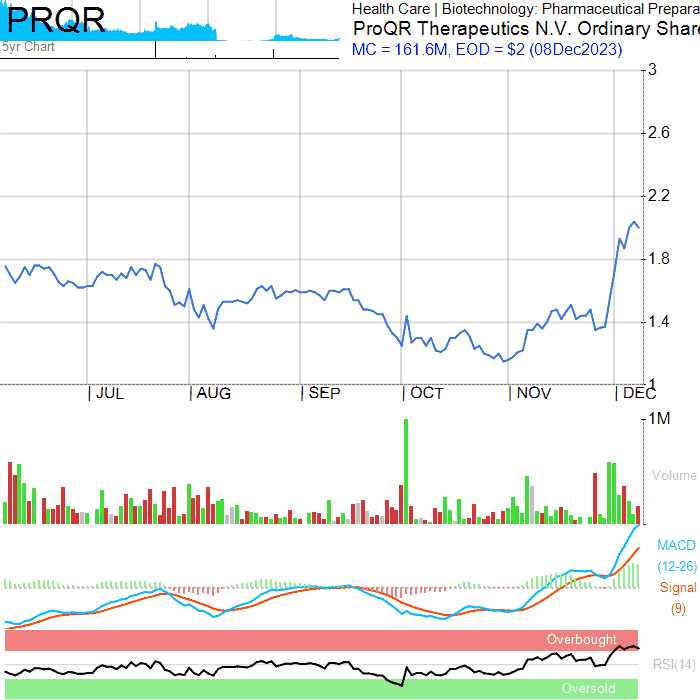 PRQR
5yr Chart
Health Care | Biotechnology: Pharmaceutical Prepara
ProQR Therapeutics N.V. Ordinary Share
MC = 161.6M, EOD = $2 (08Dec2023)
3
2.6
2.2
1.8
1.4
1
JUL
AUG
SEP
OCT
NOV
DEC
1M
Volume
MACD
(12-26)
Signal
(9)
Overbought
RSI(14)
Oversold